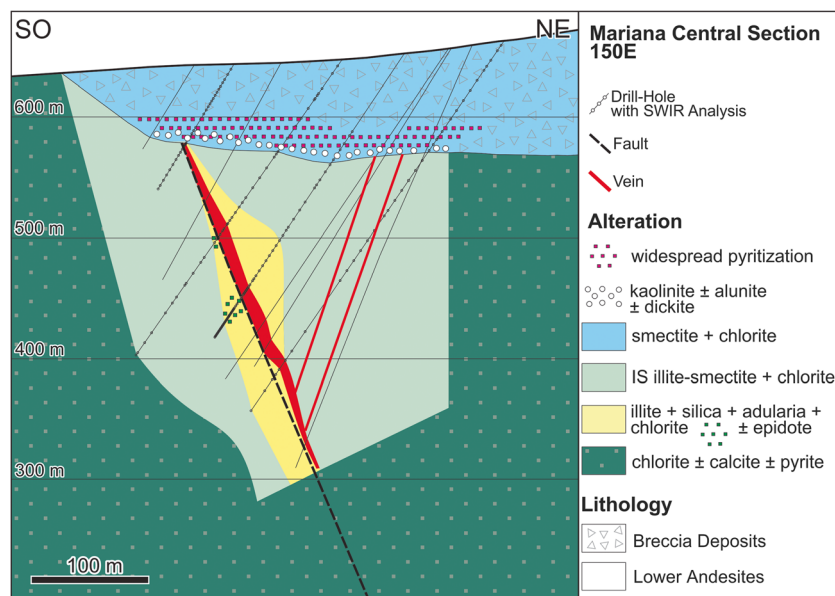 SO
NE
600 m
500 m
400 m
300 m
100 m
Mariana Central Section
150E
Drill-Hole
with SWIR Analysis
Fault
Vein
Alteration
widespread pyritization
kaolinite ± alunite
± dickite
smectite + chlorite
IS illite-smectite + chlorite
illite + silica + adularia +
chlorite ± epidote
chlorite ± calcite ± pyrite
Lithology
Breccia Deposits
Lower Andesites